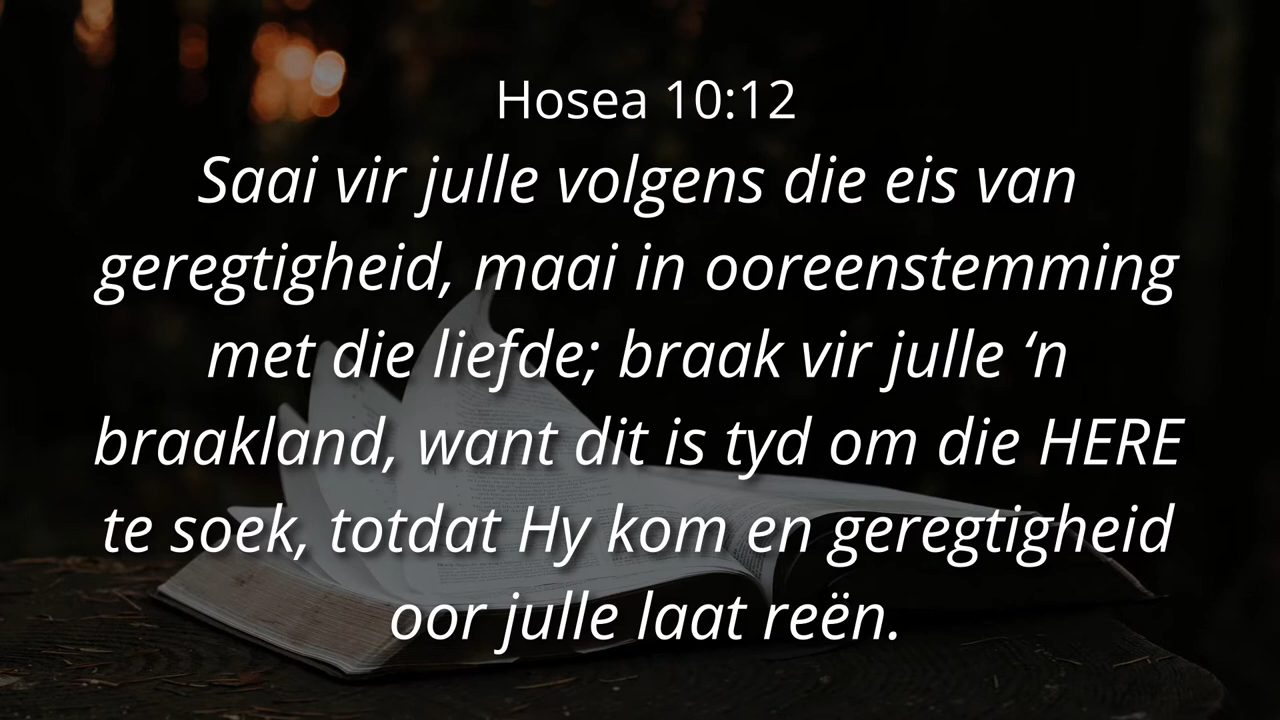 Hosea 10:12
Saai vir julle volgens die eis van
geregtigheid, maai in ooreenstemming
met die liefde; braak vir julle ‘n
braakland, want dit is tyd om die HERE
te soek, totdat Hy kom en geregtigheid
oor julle laat reën.